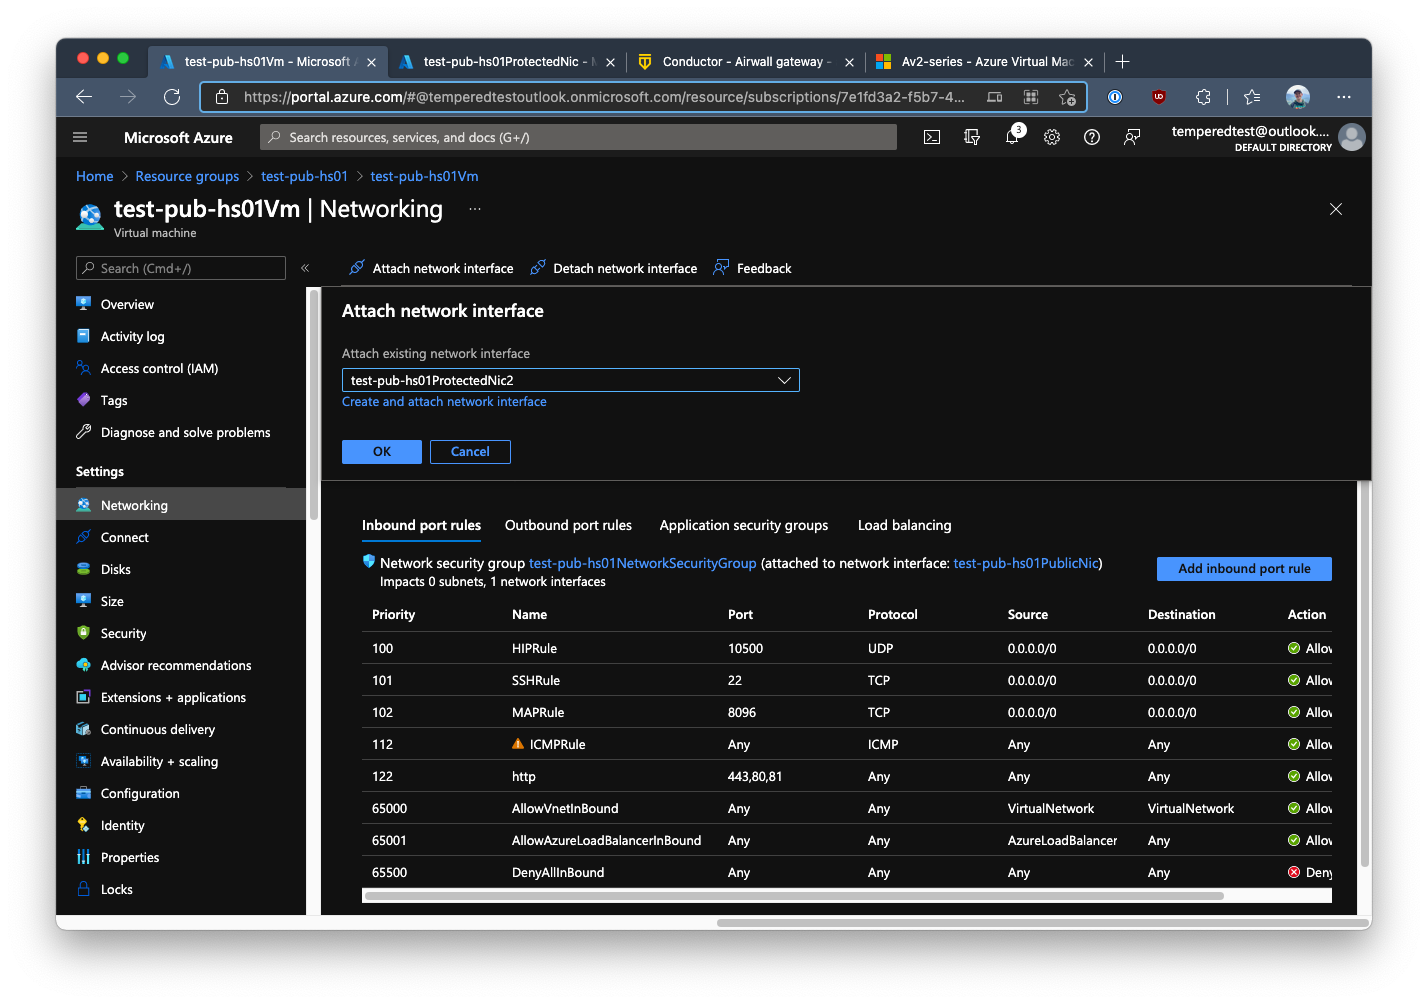 test-pub-hs01Vm - Microsoft A
test-pub-hs01ProtectedNic - M
Conductor - Airwall gateway -
Av2-series - Azure Virtual Mac
https://portal.azure.com/#@temperedtestoutlook.onmicrosoft.com/resource/subscriptions/7e1fd3a2-f5b7-4...
Microsoft Azure
Search resources, services, and docs (G+/)
3
temperedtest@outlook....
DEFAULT DIRECTORY
Home > Resource groups > test-pub-hs01 > test-pub-hs01Vm
test-pub-hs01Vm | Networking ...
Virtual machine
Search (Cmd+/)
«
Attach network interface
Detach network interface
Feedback
Overview
Activity log
Access control (IAM)
Tags
Diagnose and solve problems
Settings
Networking
Connect
Disks
Size
Security
Advisor recommendations
Extensions + applications
Continuous delivery
Availability + scaling
Configuration
Identity
Properties
Locks
Attach network interface
Attach existing network interface
test-pub-hs01ProtectedNic2
Create and attach network interface
OK
Cancel
Inbound port rules
Outbound port rules
Application security groups
Load balancing
Network security group test-pub-hs01NetworkSecurityGroup (attached to network interface: test-pub-hs01PublicNic)
Impacts 0 subnets, 1 network interfaces
Add inbound port rule
Priority Name Port Protocol Source Destination Action
100 HIPRule 10500 UDP 0.0.0.0/0 0.0.0.0/0 Allow
101 SSHRule 22 TCP 0.0.0.0/0 0.0.0.0/0 Allow
102 MAPRule 8096 TCP 0.0.0.0/0 0.0.0.0/0 Allow
112 ICMPRule Any ICMP Any Any Allow
122 http 443,80,81 Any Any Any Allow
65000 AllowVnetInBound Any Any VirtualNetwork VirtualNetwork Allow
65001 AllowAzureLoadBalancerInBound Any Any AzureLoadBalancer Any Allow
65500 DenyAllInBound Any Any Any Any Deny